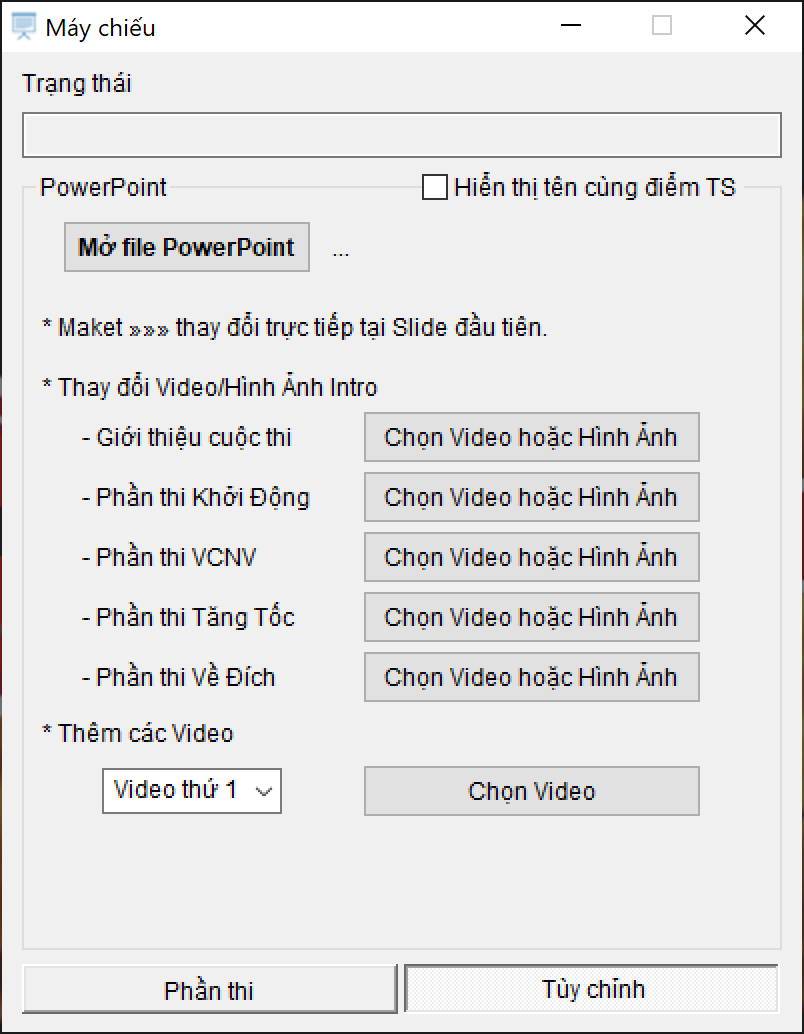 Máy chiếu
Trạng thái
PowerPoint
Hiển thị tên cùng điểm TS
Mở file PowerPoint ...
* Maket »»» thay đổi trực tiếp tại Slide đầu tiên.
* Thay đổi Video/Hình Ảnh Intro
- Giới thiệu cuộc thi Chọn Video hoặc Hình Ảnh
- Phần thi Khởi Động Chọn Video hoặc Hình Ảnh
- Phần thi VCNV Chọn Video hoặc Hình Ảnh
- Phần thi Tăng Tốc Chọn Video hoặc Hình Ảnh
- Phần thi Về Đích Chọn Video hoặc Hình Ảnh
* Thêm các Video
Video thứ 1 Chọn Video
Phần thi Tùy chỉnh